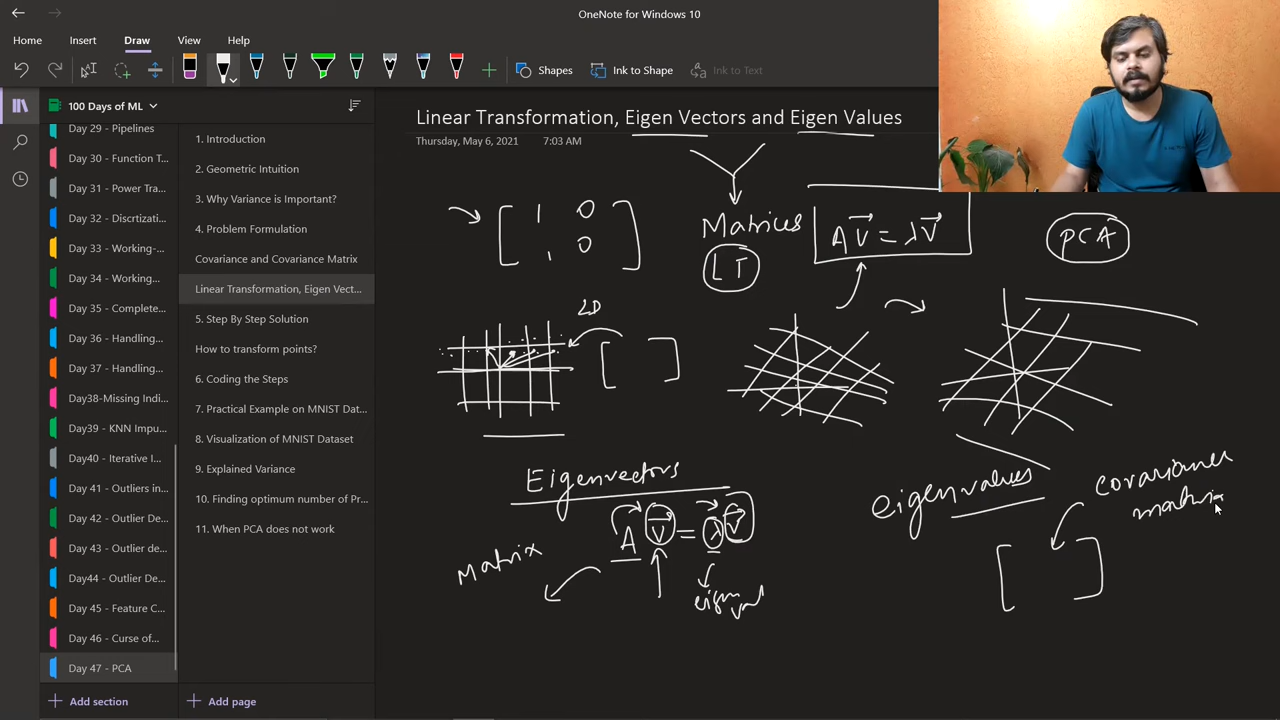 OneNote for Windows 10
Home Insert Draw View Help
Shapes Ink to Shape Ink to Text
100 Days of ML
Day 29 - Pipelines
Day 30 - Function T...
Day 31 - Power Tra...
Day 32 - Discrtizati...
Day 33 - Working-...
Day 34 - Working...
Day 35 - Complete...
Day 36 - Handling...
Day 37 - Handling...
Day38-Missing Indi...
Day39 - KNN Impu...
Day40 - Iterative I...
Day 41 - Outliers in...
Day 42 - Outlier De...
Day 43 - Outlier de...
Day44 - Outlier De...
Day 45 - Feature C...
Day 46 - Curse of...
Day 47 - PCA
Add section
1. Introduction
2. Geometric Intuition
3. Why Variance is Important?
4. Problem Formulation
Covariance and Covariance Matrix
Linear Transformation, Eigen Vect...
5. Step By Step Solution
How to transform points?
6. Coding the Steps
7. Practical Example on MNIST Dat...
8. Visualization of MNIST Dataset
9. Explained Variance
10. Finding optimum number of Pr...
11. When PCA does not work
Add page
Linear Transformation, Eigen Vectors and Eigen Values
Thursday, May 6, 2021 7:03 AM
1 0
1 0
Matrices
LT
AV⃗ = λV⃗
PCA
2D
Eigenvectors
A V⃗ = λ V⃗
Matrix
eigen val
eigenvalues
covariance
matrix